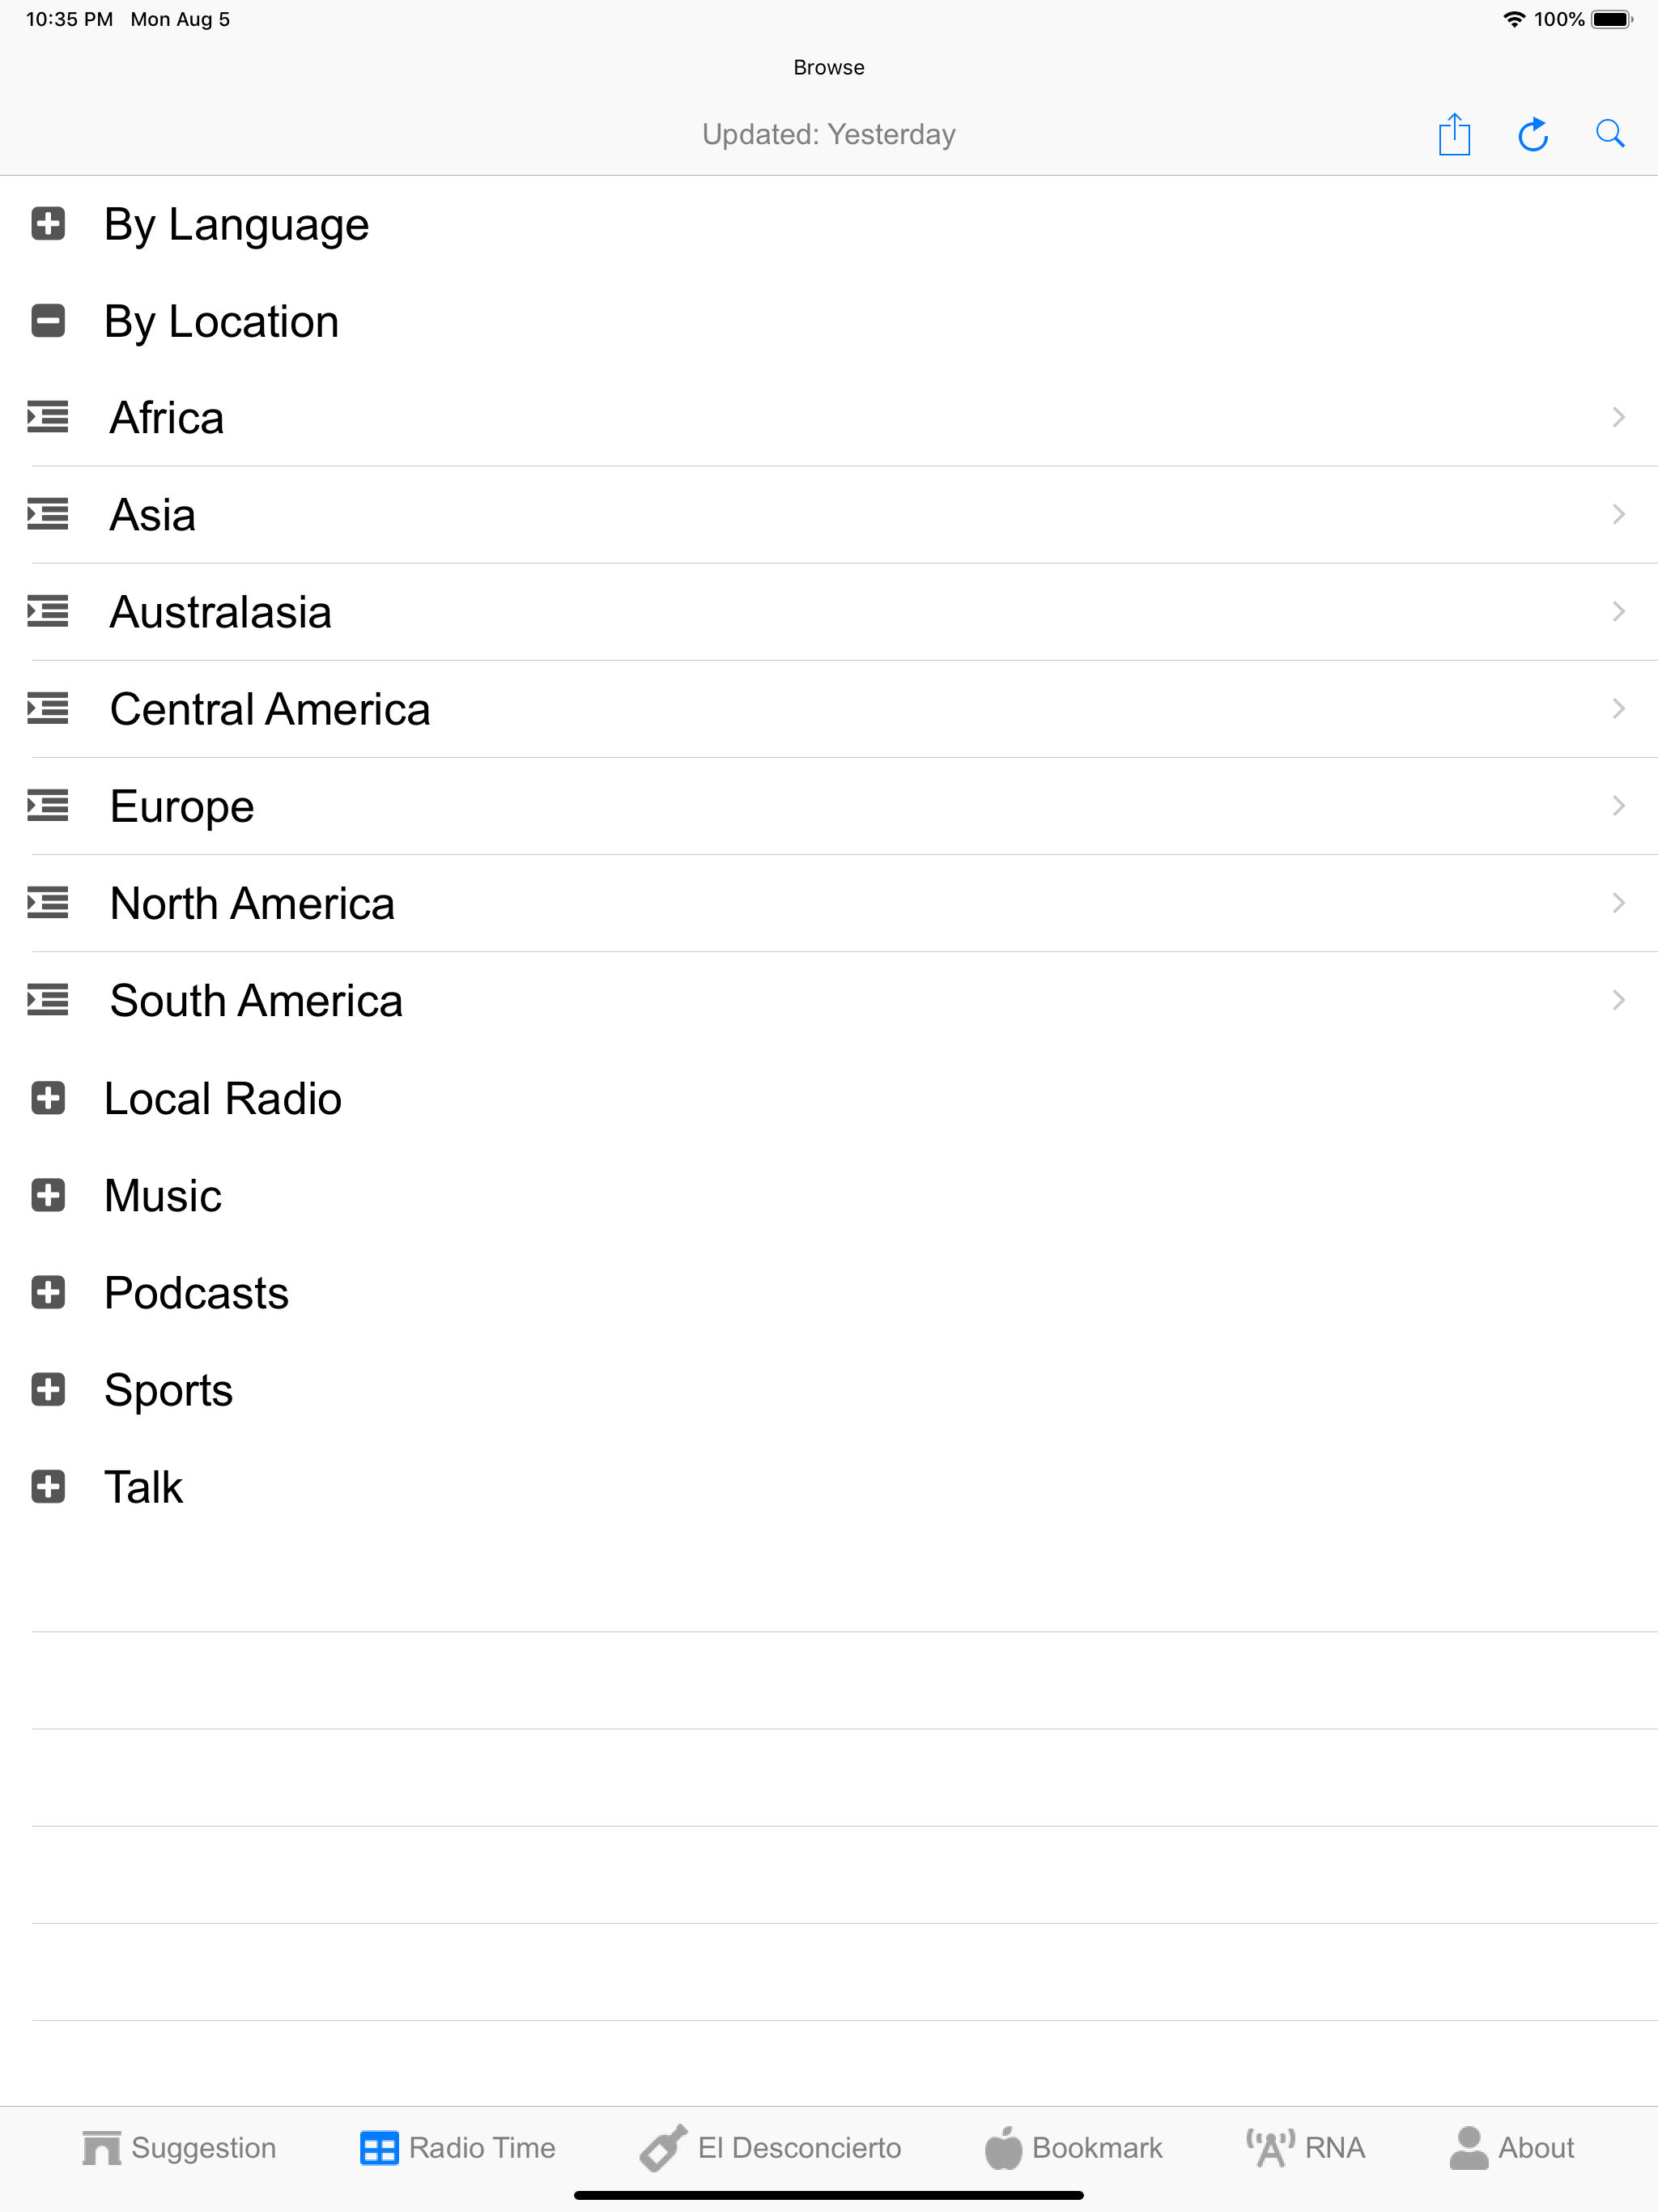 10:35 PM Mon Aug 5 100%
Browse
Updated: Yesterday
By Language
By Location
Africa
Asia
Australasia
Central America
Europe
North America
South America
Local Radio
Music
Podcasts
Sports
Talk
Suggestion Radio Time El Desconcierto Bookmark RNA About